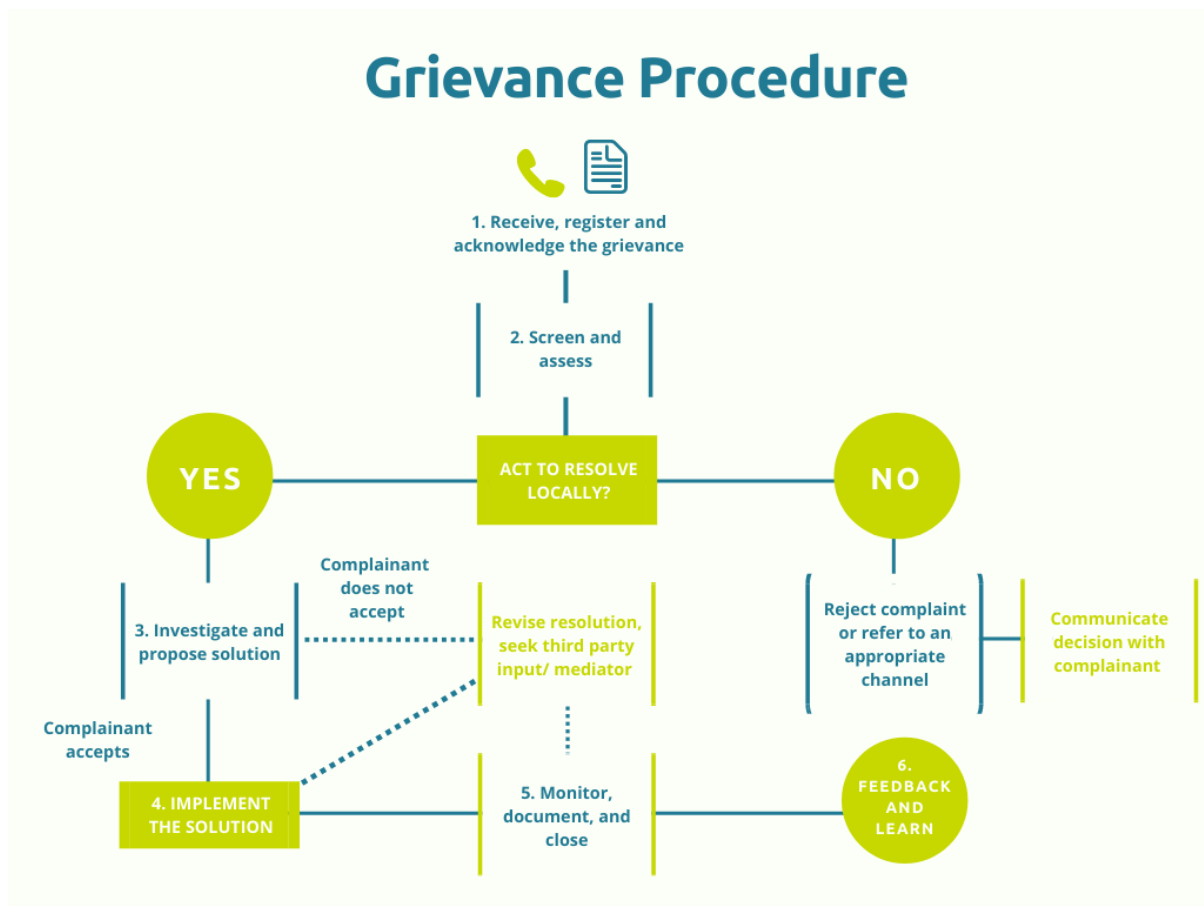 Grievance Procedure
1. Receive, register and
acknowledge the grievance
2. Screen and
assess
YES
ACT TO RESOLVE
LOCALLY?
NO
Complainant
does not
accept
3. Investigate and
propose solution
Revise resolution,
seek third party
input/ mediator
Reject complaint
or refer to an
appropriate
channel
Communicate
decision with
complainant
Complainant
accepts
4. IMPLEMENT
THE SOLUTION
5. Monitor,
document, and
close
6.
FEEDBACK
AND
LEARN